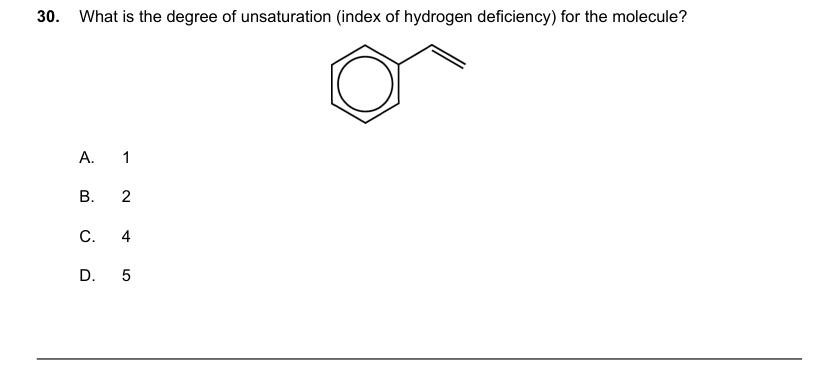 30. What is the degree of unsaturation (index of hydrogen deficiency) for the molecule?
A. 1
B. 2
C. 4
D. 5